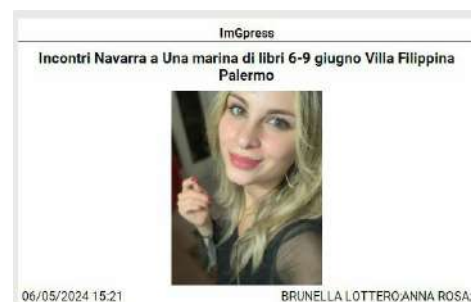 ImGpress
Incontri Navarra a Una marina di libri 6-9 giugno Villa Filippina
Palermo
06/05/2024 15:21
BRUNELLA LOTTERO;ANNA ROSA;